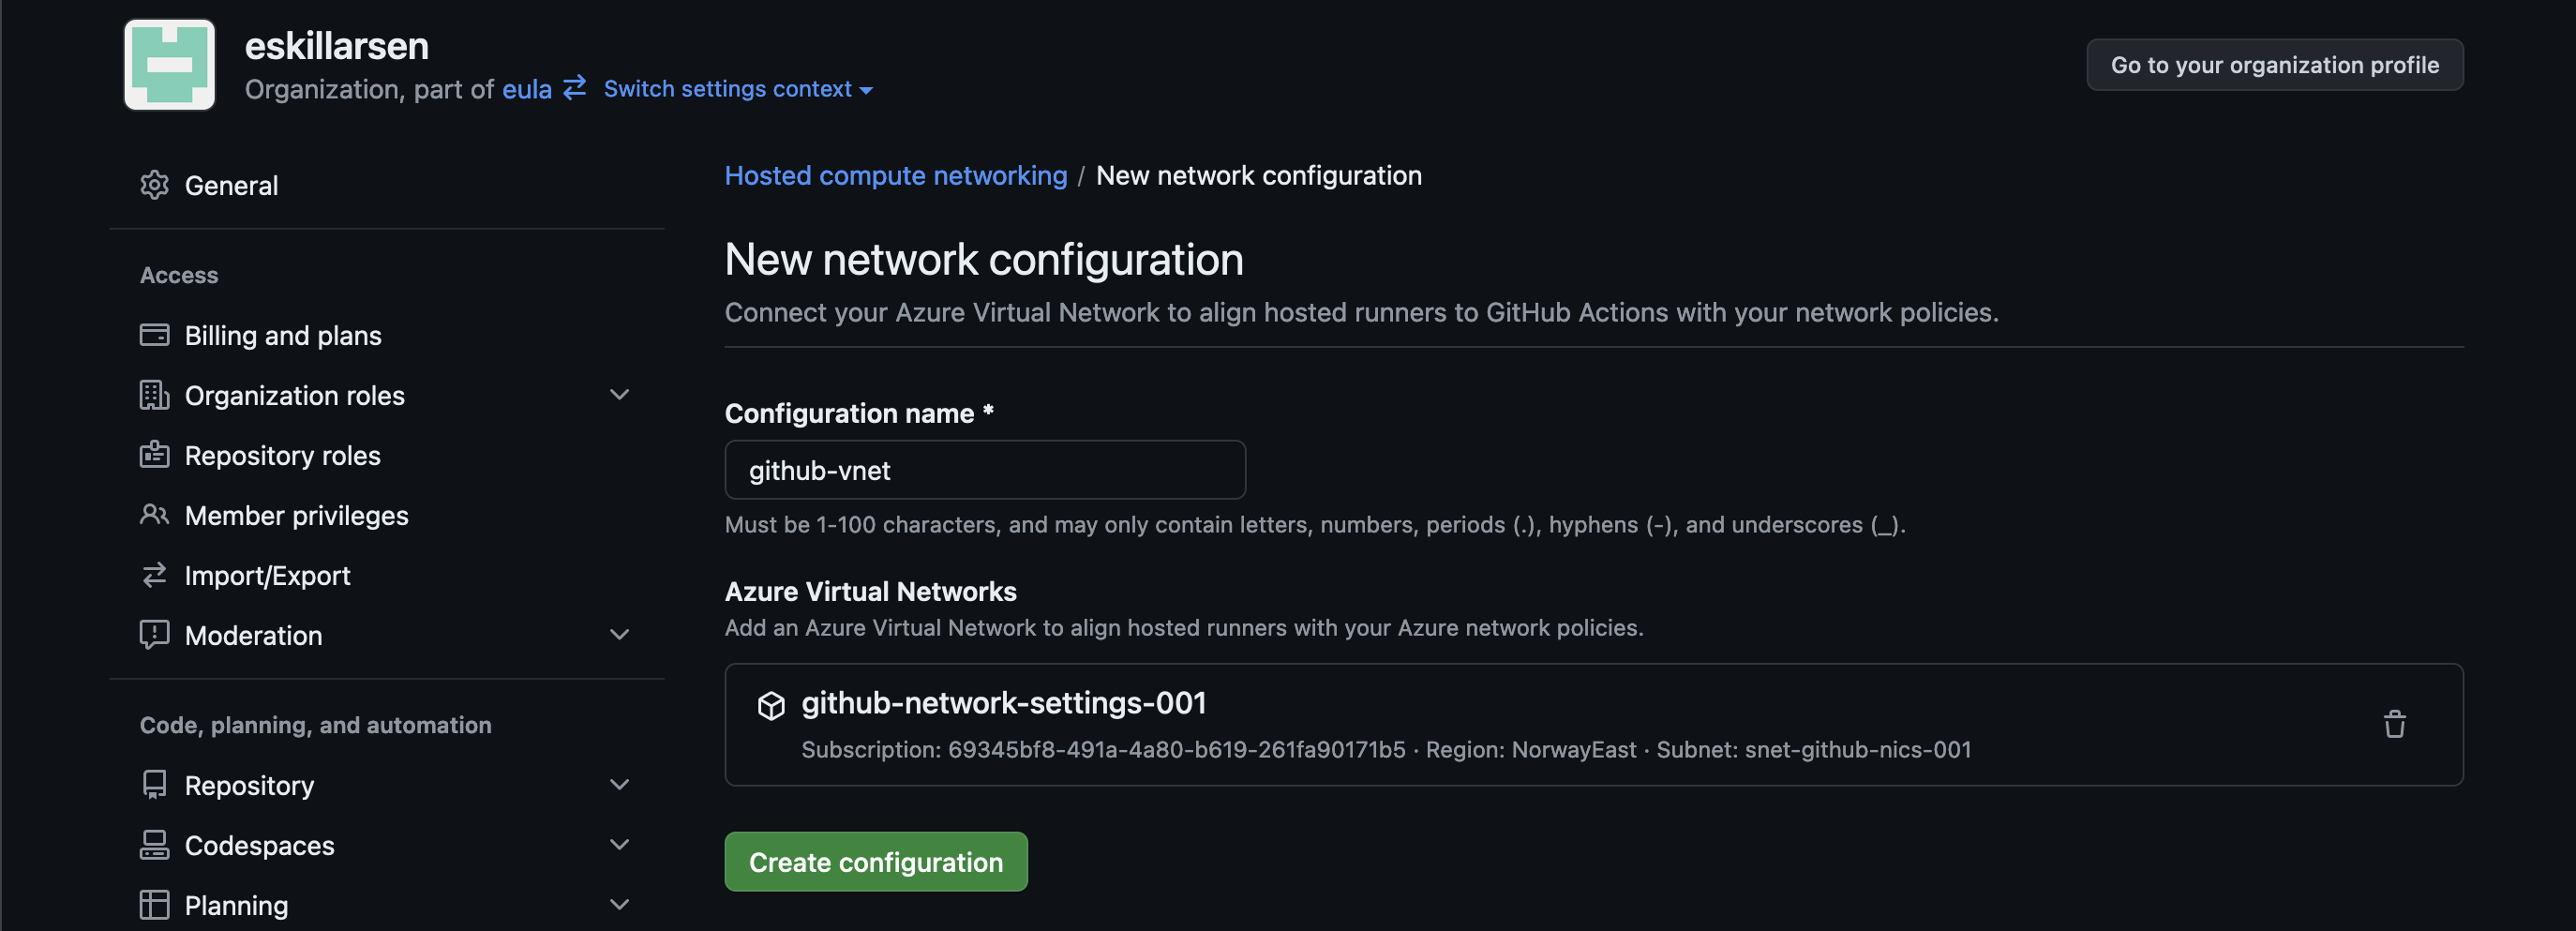 eskillarsen
Organization, part of eula Switch settings context
Go to your organization profile
General
Access
Billing and plans
Organization roles
Repository roles
Member privileges
Import/Export
Moderation
Code, planning, and automation
Repository
Codespaces
Planning
Hosted compute networking / New network configuration
New network configuration
Connect your Azure Virtual Network to align hosted runners to GitHub Actions with your network policies.
Configuration name *
github-vnet
Must be 1-100 characters, and may only contain letters, numbers, periods (.), hyphens (-), and underscores (_).
Azure Virtual Networks
Add an Azure Virtual Network to align hosted runners with your Azure network policies.
github-network-settings-001
Subscription: 69345bf8-491a-4a80-b619-261fa90171b5 · Region: NorwayEast · Subnet: snet-github-nics-001
Create configuration